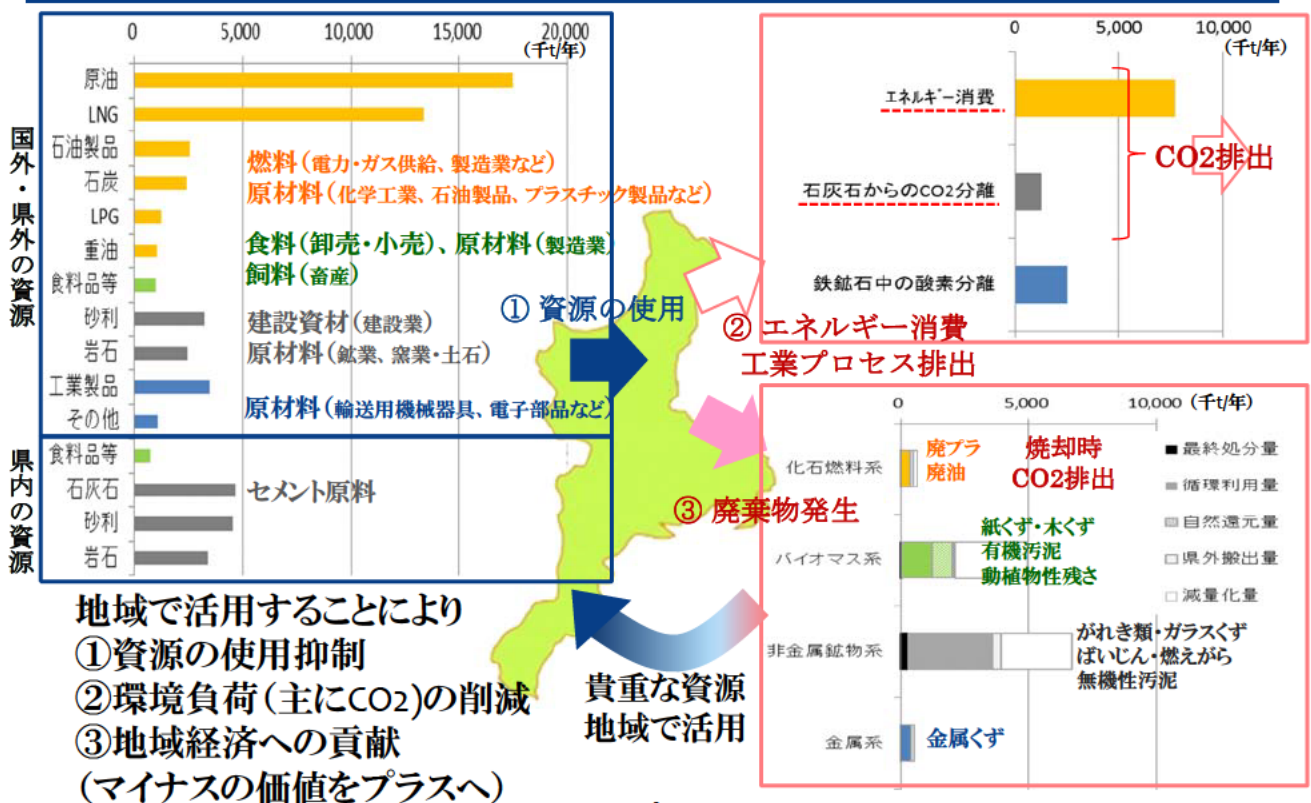 国外・県外の資源
0 5,000 10,000 15,000 20,000
(千t/年)
原油
LNG
石油製品
石炭
LPG
重油
食料品等
砂利
岩石
工業製品
その他
燃料(電力・ガス供給、製造業など)
原材料(化学工業、石油製品、プラスチック製品など)
食料(卸売・小売)、原材料(製造業)
飼料(畜産)
建設資材(建設業)
原材料(鉱業、窯業・土石)
原材料(輸送用機械器具、電子部品など)
県内の資源
食料品等
石灰石
砂利
岩石
セメント原料
① 資源の使用
0 5,000 10,000
(千t/年)
エネルギー消費
石灰石からのCO2分離
鉄鉱石中の酸素分離
CO2排出
② エネルギー消費
工業プロセス排出
0 5,000 10,000 (千t/年)
化石燃料系
バイオマス系
非金属鉱物系
金属系
廃プラ
廃油
焼却時
CO2排出
紙くず・木くず
有機汚泥
動植物性残さ
がれき類・ガラスくず
ばいじん・燃えがら
無機性汚泥
金属くず
最終処分量
循環利用量
自然還元量
県外搬出量
減量化量
③ 廃棄物発生
貴重な資源
地域で活用
地域で活用することにより
①資源の使用抑制
②環境負荷(主にCO2)の削減
③地域経済への貢献
(マイナスの価値をプラスへ)